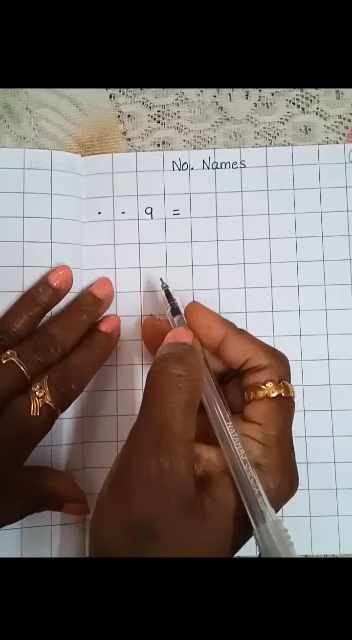 No. Names
. . 9 =